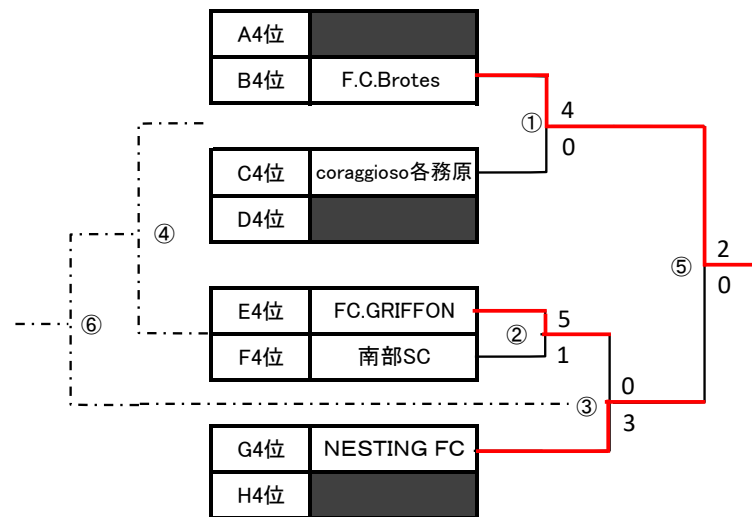 A4位
B4位 F.C.Brotes
① 4
0
C4位 coraggioso各務原
D4位
④
⑤ 2
0
⑥
E4位 FC.GRIFFON
② 5
F4位 南部SC
1
③ 0
3
G4位 NESTING FC
H4位